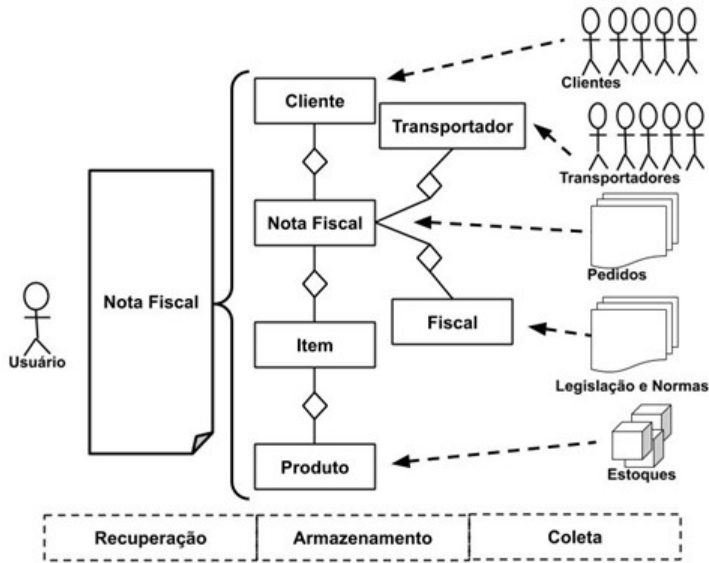 Clientes
Cliente
Transportador
Transportadores
Nota Fiscal
Nota Fiscal
Pedidos
Usuário
Item
Fiscal
Legislação e Normas
Produto
Estoques
Recuperação
Armazenamento
Coleta